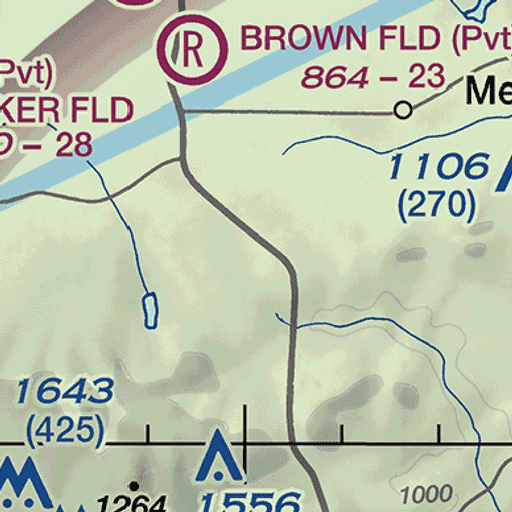 R
BROWN FLD (Pvt)
864 – 23
Pvt)
KER FLD
– 28
Me
1106
(270)
1643
(425)
1264
1556
1000